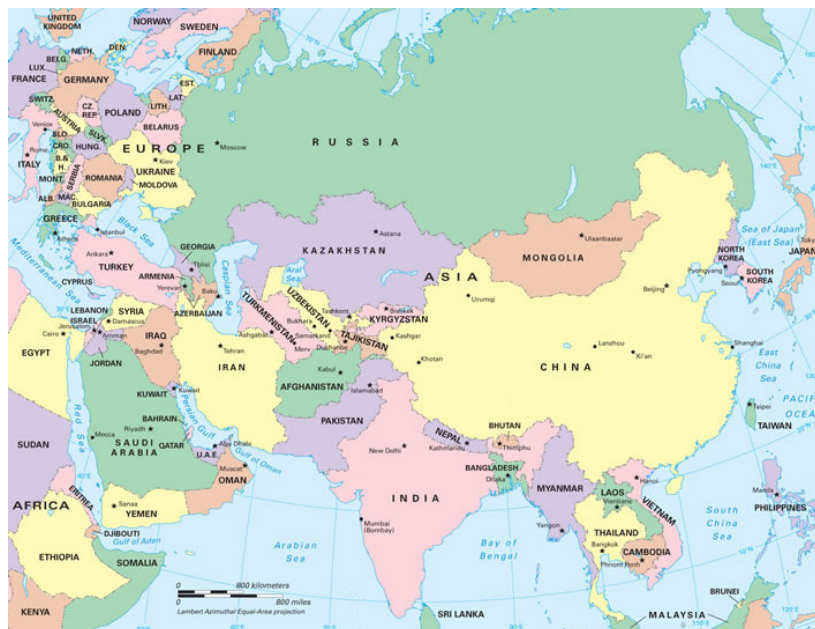 UNITED
KINGDOM
NORWAY
SWEDEN
FINLAND
DEN.
NETH.
BELG.
LUX.
FRANCE
GERMANY
EST.
LAT.
LITH.
SWITZ.
CZ.
REP.
POLAND
BELARUS
AUSTRIA
SLVK.
Venice
SLO.
CRO.
HUNG.
EUROPE
Moscow
RUSSIA
Rome
ITALY
B.&
H.
SERBIA
Kiev
UKRAINE
MOLDOVA
MONT.
ROMANIA
ALB.
MAC.
BULGARIA
GREECE
Athens
Istanbul
Black Sea
Mediterranean Sea
Ankara
TURKEY
GEORGIA
Tbilisi
ARMENIA
Yerevan
Baku
AZERBAIJAN
Caspian Sea
Aral
Sea
KAZAKHSTAN
Astana
ASIA
MONGOLIA
Ulaanbaatar
Sea of Japan
(East Sea)
NORTH
KOREA
Pyongyang
Seoul
SOUTH
KOREA
Tokyo
JAPAN
CYPRUS
LEBANON
ISRAEL
Jerusalem
SYRIA
Damascus
Amman
JORDAN
Cairo
EGYPT
IRAQ
Baghdad
Tehran
IRAN
TURKMENISTAN
Ashgabat
Merv
UZBEKISTAN
Bukhara
Samarkand
Tashkent
Bishkek
KYRGYZSTAN
TAJIKISTAN
Dushanbe
Kashgar
Khotan
Urumqi
Beijing
Lanzhou
Xi'an
CHINA
Shanghai
East
China
Sea
PACIFIC
OCEAN
Taipei
TAIWAN
AFGHANISTAN
Kabul
Islamabad
PAKISTAN
KUWAIT
Kuwait
Persian Gulf
BAHRAIN
QATAR
Riyadh
SAUDI
ARABIA
Mecca
Red Sea
Abu Dhabi
U.A.E.
Gulf of Oman
Muscat
OMAN
SUDAN
AFRICA
ERITREA
Sanaa
YEMEN
DJIBOUTI
Gulf of Aden
ETHIOPIA
SOMALIA
KENYA
New Delhi
INDIA
Mumbai
(Bombay)
NEPAL
Kathmandu
BHUTAN
Thimphu
BANGLADESH
Dhaka
MYANMAR
Yangon
Hanoi
LAOS
Vientiane
VIETNAM
THAILAND
Bangkok
CAMBODIA
Phnom Penh
South
China
Sea
Manila
PHILIPPINES
Arabian
Sea
Bay of
Bengal
SRI LANKA
BRUNEI
MALAYSIA
0 800 kilometers
0 800 miles
Lambert Azimuthal Equal-Area projection